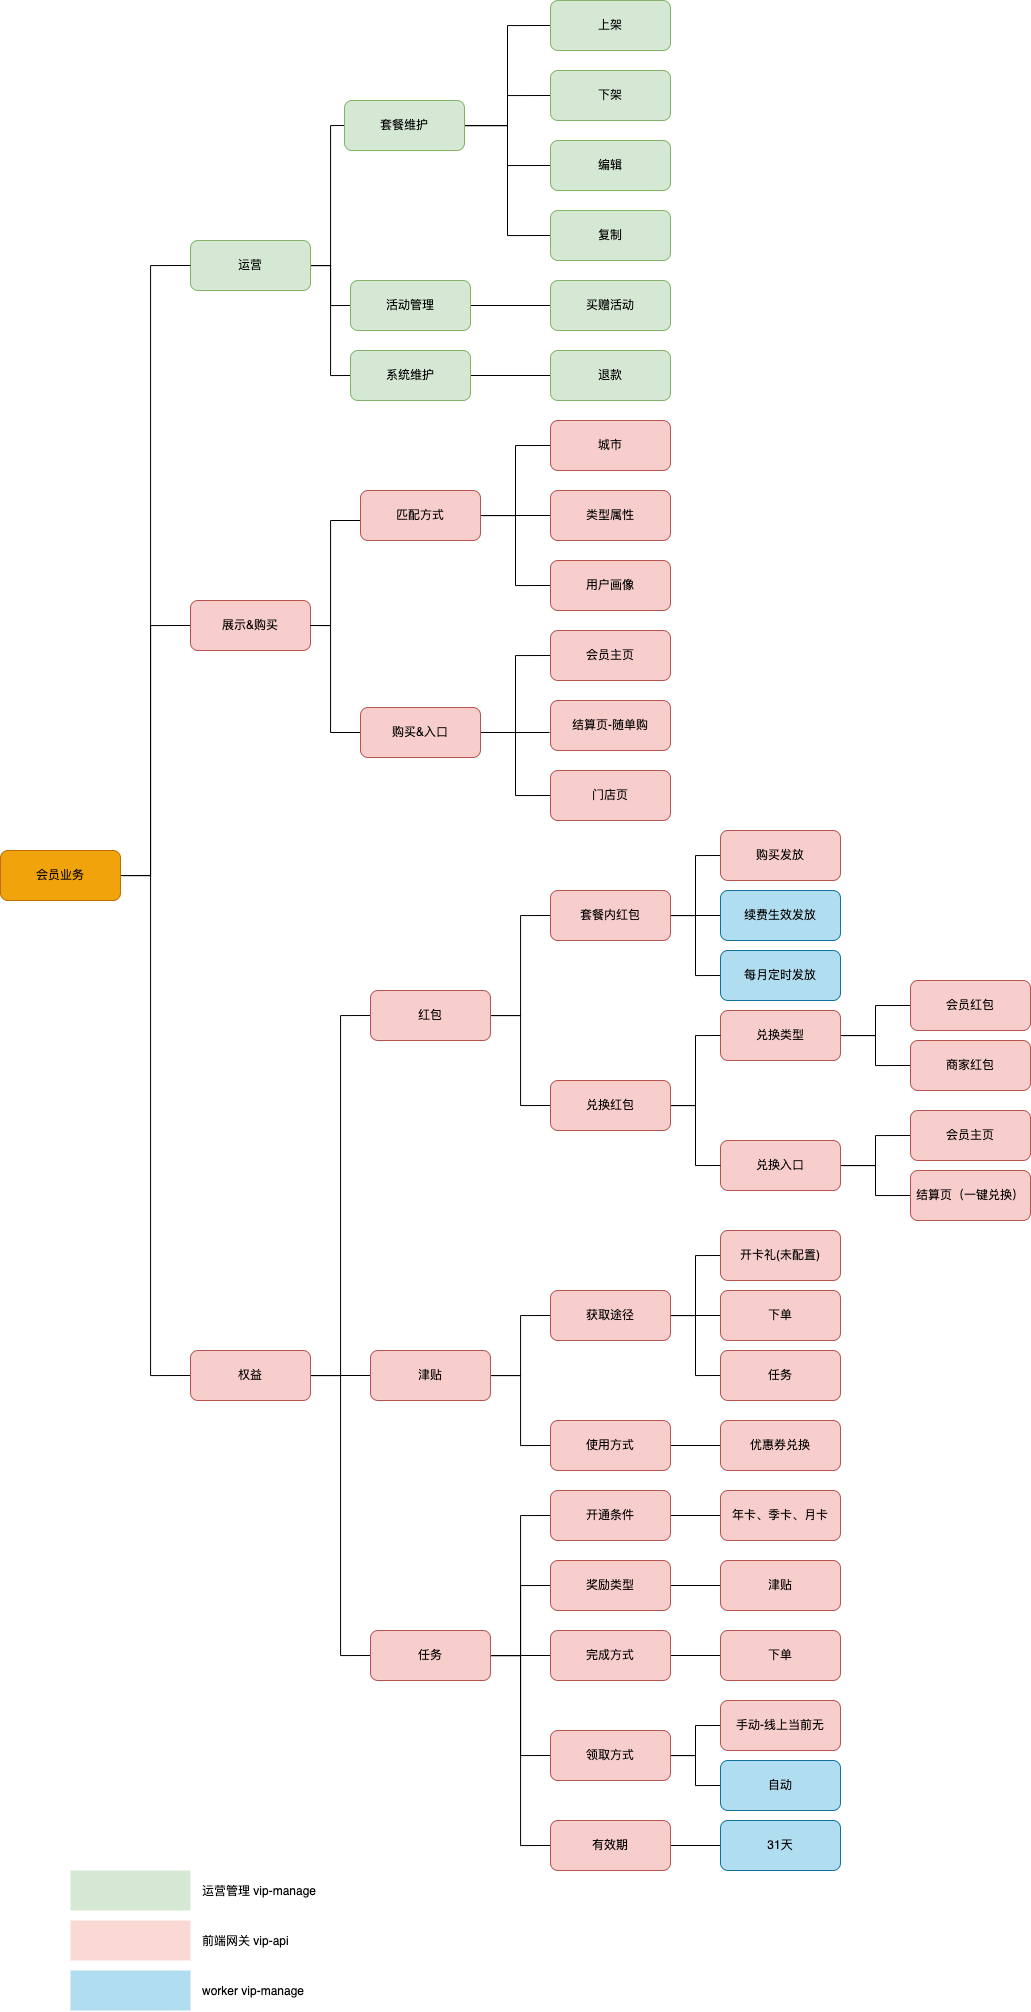 上架
下架
套餐维护
编辑
复制
运营
活动管理
买赠活动
系统维护
退款
城市
匹配方式
类型属性
用户画像
展示&购买
会员主页
购买&入口
结算页-随单购
门店页
会员业务
购买发放
套餐内红包
续费生效发放
每月定时发放
红包
兑换类型
会员红包
商家红包
兑换红包
会员主页
兑换入口
结算页（一键兑换）
开卡礼(未配置)
获取途径
下单
权益
津贴
任务
使用方式
优惠券兑换
开通条件
年卡、季卡、月卡
奖励类型
津贴
任务
完成方式
下单
手动-线上当前无
领取方式
自动
有效期
31天
运营管理 vip-manage
前端网关 vip-api
worker vip-manage